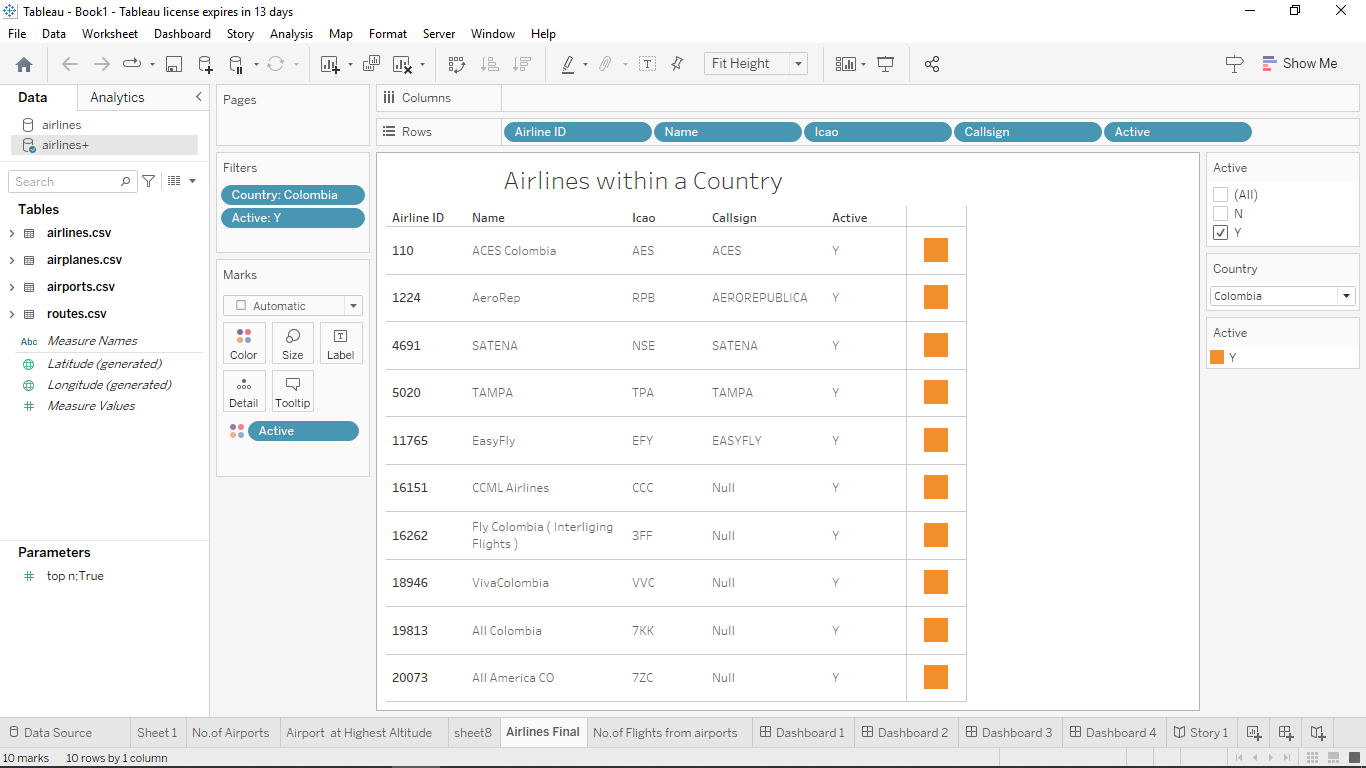 Tableau - Book1 - Tableau license expires in 13 days
File Data Worksheet Dashboard Story Analysis Map Format Server Window Help
Fit Height
Show Me
Data Analytics
airlines
airlines+
Search
Tables
airlines.csv
airplanes.csv
airports.csv
routes.csv
Abc Measure Names
Latitude (generated)
Longitude (generated)
Measure Values
Parameters
top n;True
Pages
Filters
Country: Colombia
Active: Y
Marks
Automatic
Color Size Label
Detail Tooltip
Active
Columns
Rows Airline ID Name Icao Callsign Active
Airlines within a Country
Airline ID Name Icao Callsign Active
110 ACES Colombia AES ACES Y
1224 AeroRep RPB AEROREPUBLICA Y
4691 SATENA NSE SATENA Y
5020 TAMPA TPA TAMPA Y
11765 EasyFly EFY EASYFLY Y
16151 CCML Airlines CCC Null Y
16262 Fly Colombia ( Interliging 3FF Null Y
Flights )
18946 VivaColombia VVC Null Y
19813 All Colombia 7KK Null Y
20073 All America CO 7ZC Null Y
Active
(All)
N
Y
Country
Colombia
Active
Y
Data Source Sheet 1 No.of Airports Airport at Highest Altitude sheet8 Airlines Final No.of Flights from airports Dashboard 1 Dashboard 2 Dashboard 3 Dashboard 4 Story 1
10 marks 10 rows by 1 column